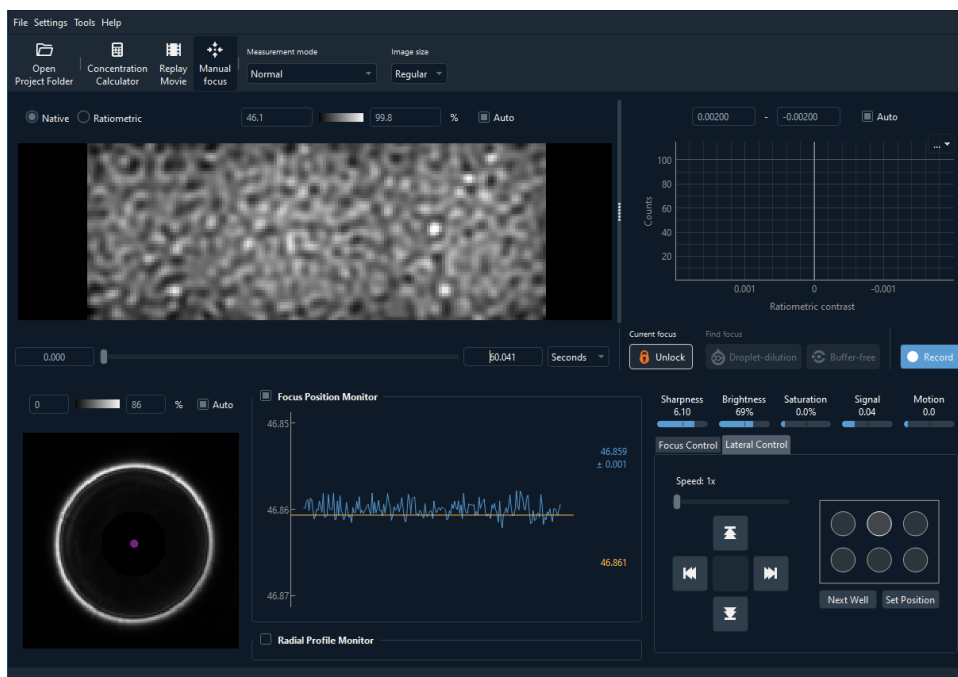 File Settings Tools Help
Open Project Folder
Concentration Calculator
Replay Movie
Manual focus
Measurement mode
Normal
Image size
Regular
Native Ratiometric 46.1 99.8 % Auto
0.00200 - -0.00200 Auto
...
Counts
100
80
60
40
20
0.001 0 -0.001
Ratiometric contrast
0.000 60.041 Seconds
Current focus Find focus
Unlock Droplet-dilution Buffer-free Record
0 86 % Auto
Focus Position Monitor
46.85
46.859
± 0.001
46.86
46.861
46.87
Radial Profile Monitor
Sharpness Brightness Saturation Signal Motion
6.10 69% 0.0% 0.04 0.0
Focus Control Lateral Control
Speed: 1x
Next Well Set Position